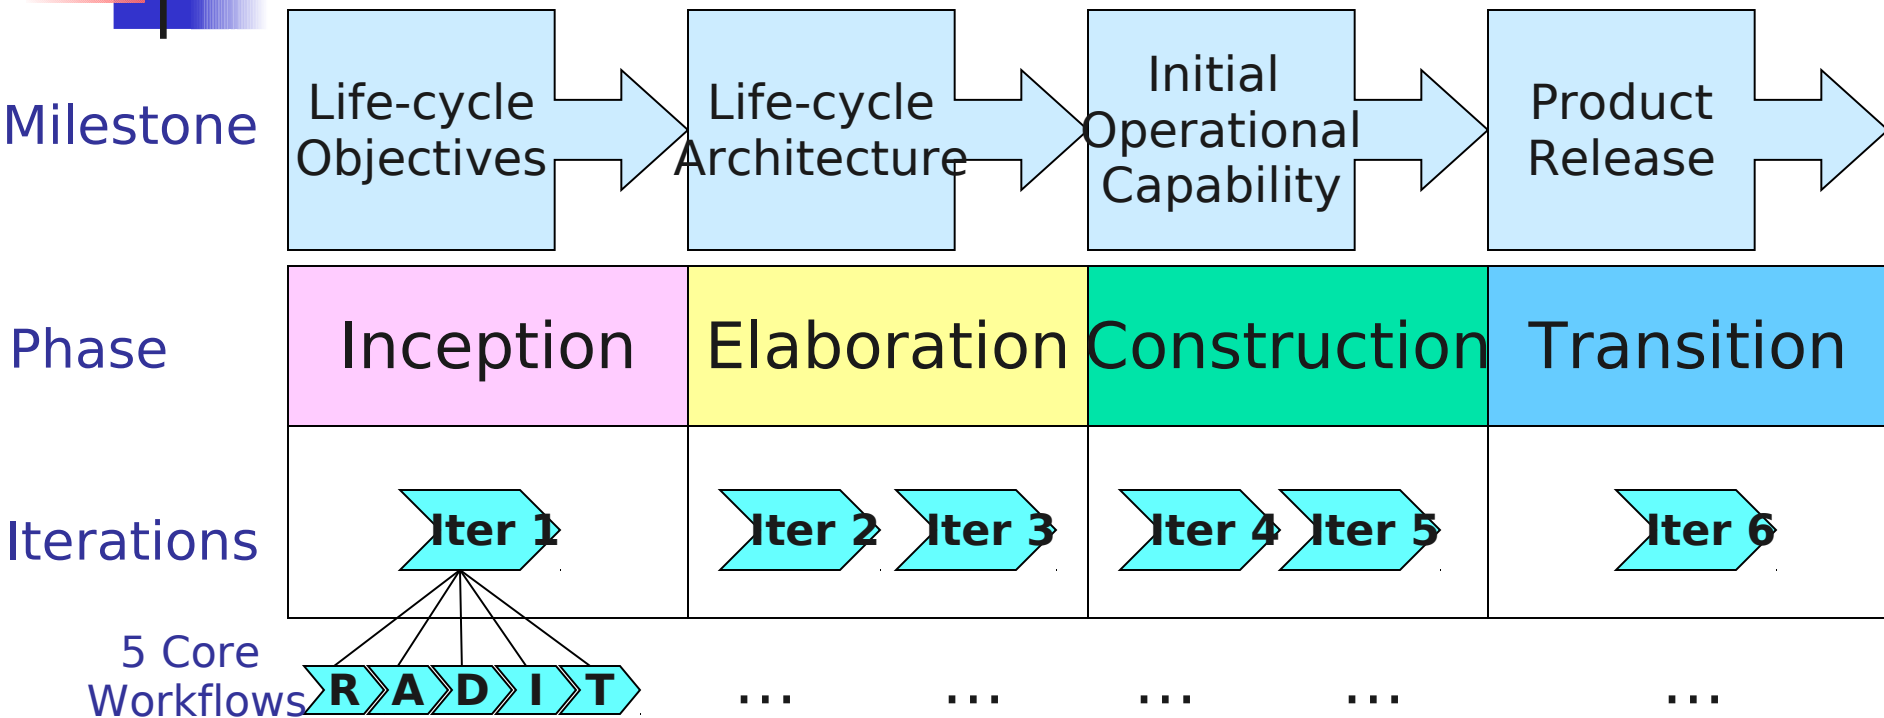 Milestone
Life-cycle
Objectives
Life-cycle
Architecture
Initial
Operational
Capability
Product
Release
Phase
Inception
Elaboration
Construction
Transition
Iterations
Iter 1
Iter 2
Iter 3
Iter 4
Iter 5
Iter 6
5 Core
Workflows
R A D I T
... ... ... ... ...